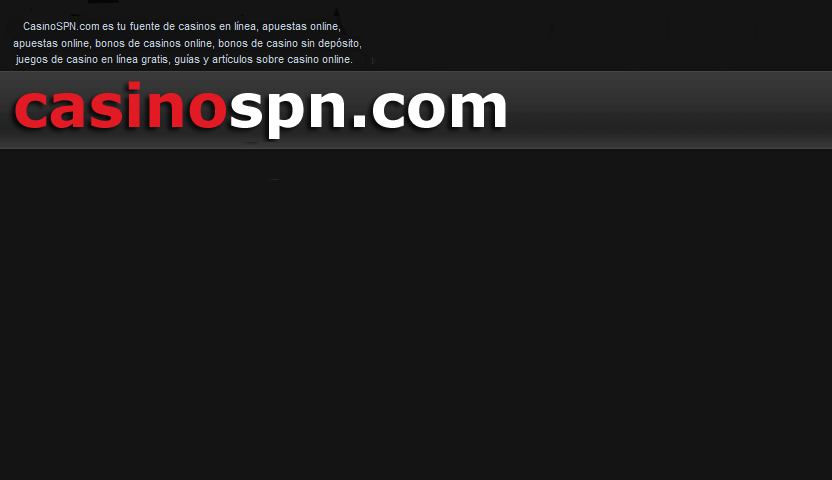 CasinoSPN.com es tu fuente de casinos en línea, apuestas online,
apuestas online, bonos de casinos online, bonos de casino sin depósito,
juegos de casino en línea gratis, guías y artículos sobre casino online.
casinospn.com